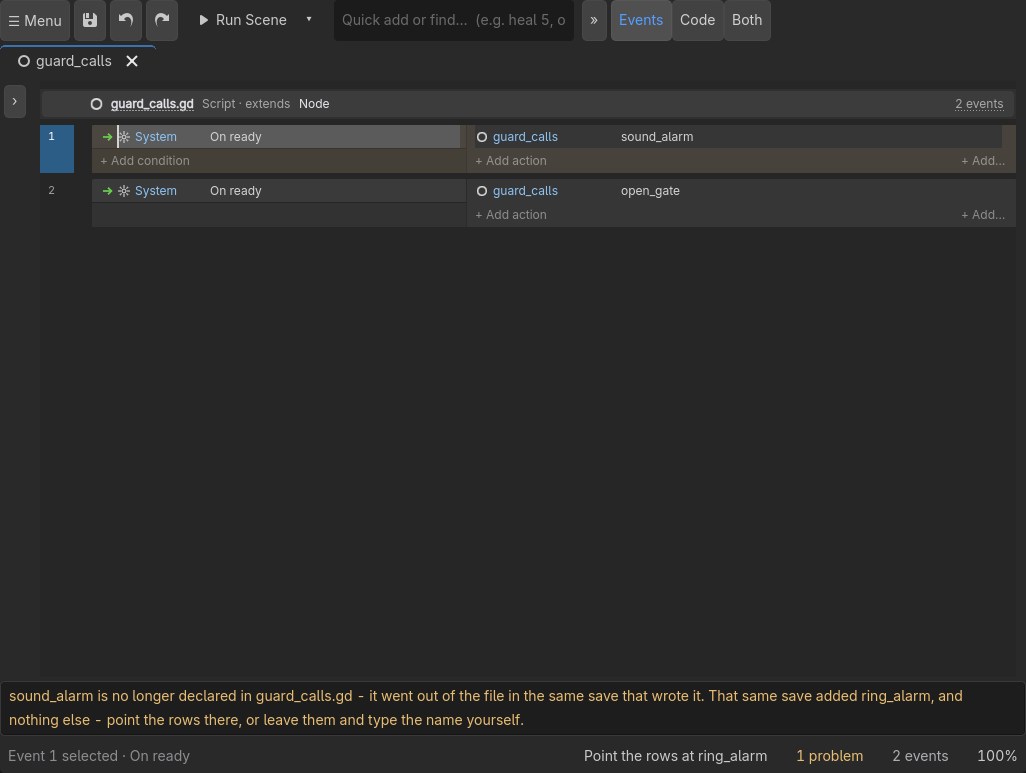 ☰ Menu
Run Scene
Quick add or find... (e.g. heal 5, o
»
Events
Code
Both
guard_calls
guard_calls.gd Script · extends Node
2 events
1 System On ready
guard_calls sound_alarm
+ Add condition
+ Add action
+ Add...
2 System On ready
guard_calls open_gate
+ Add action
+ Add...
sound_alarm is no longer declared in guard_calls.gd - it went out of the file in the same save that wrote it. That same save added ring_alarm, and
nothing else - point the rows there, or leave them and type the name yourself.
Event 1 selected · On ready
Point the rows at ring_alarm
1 problem
2 events
100%